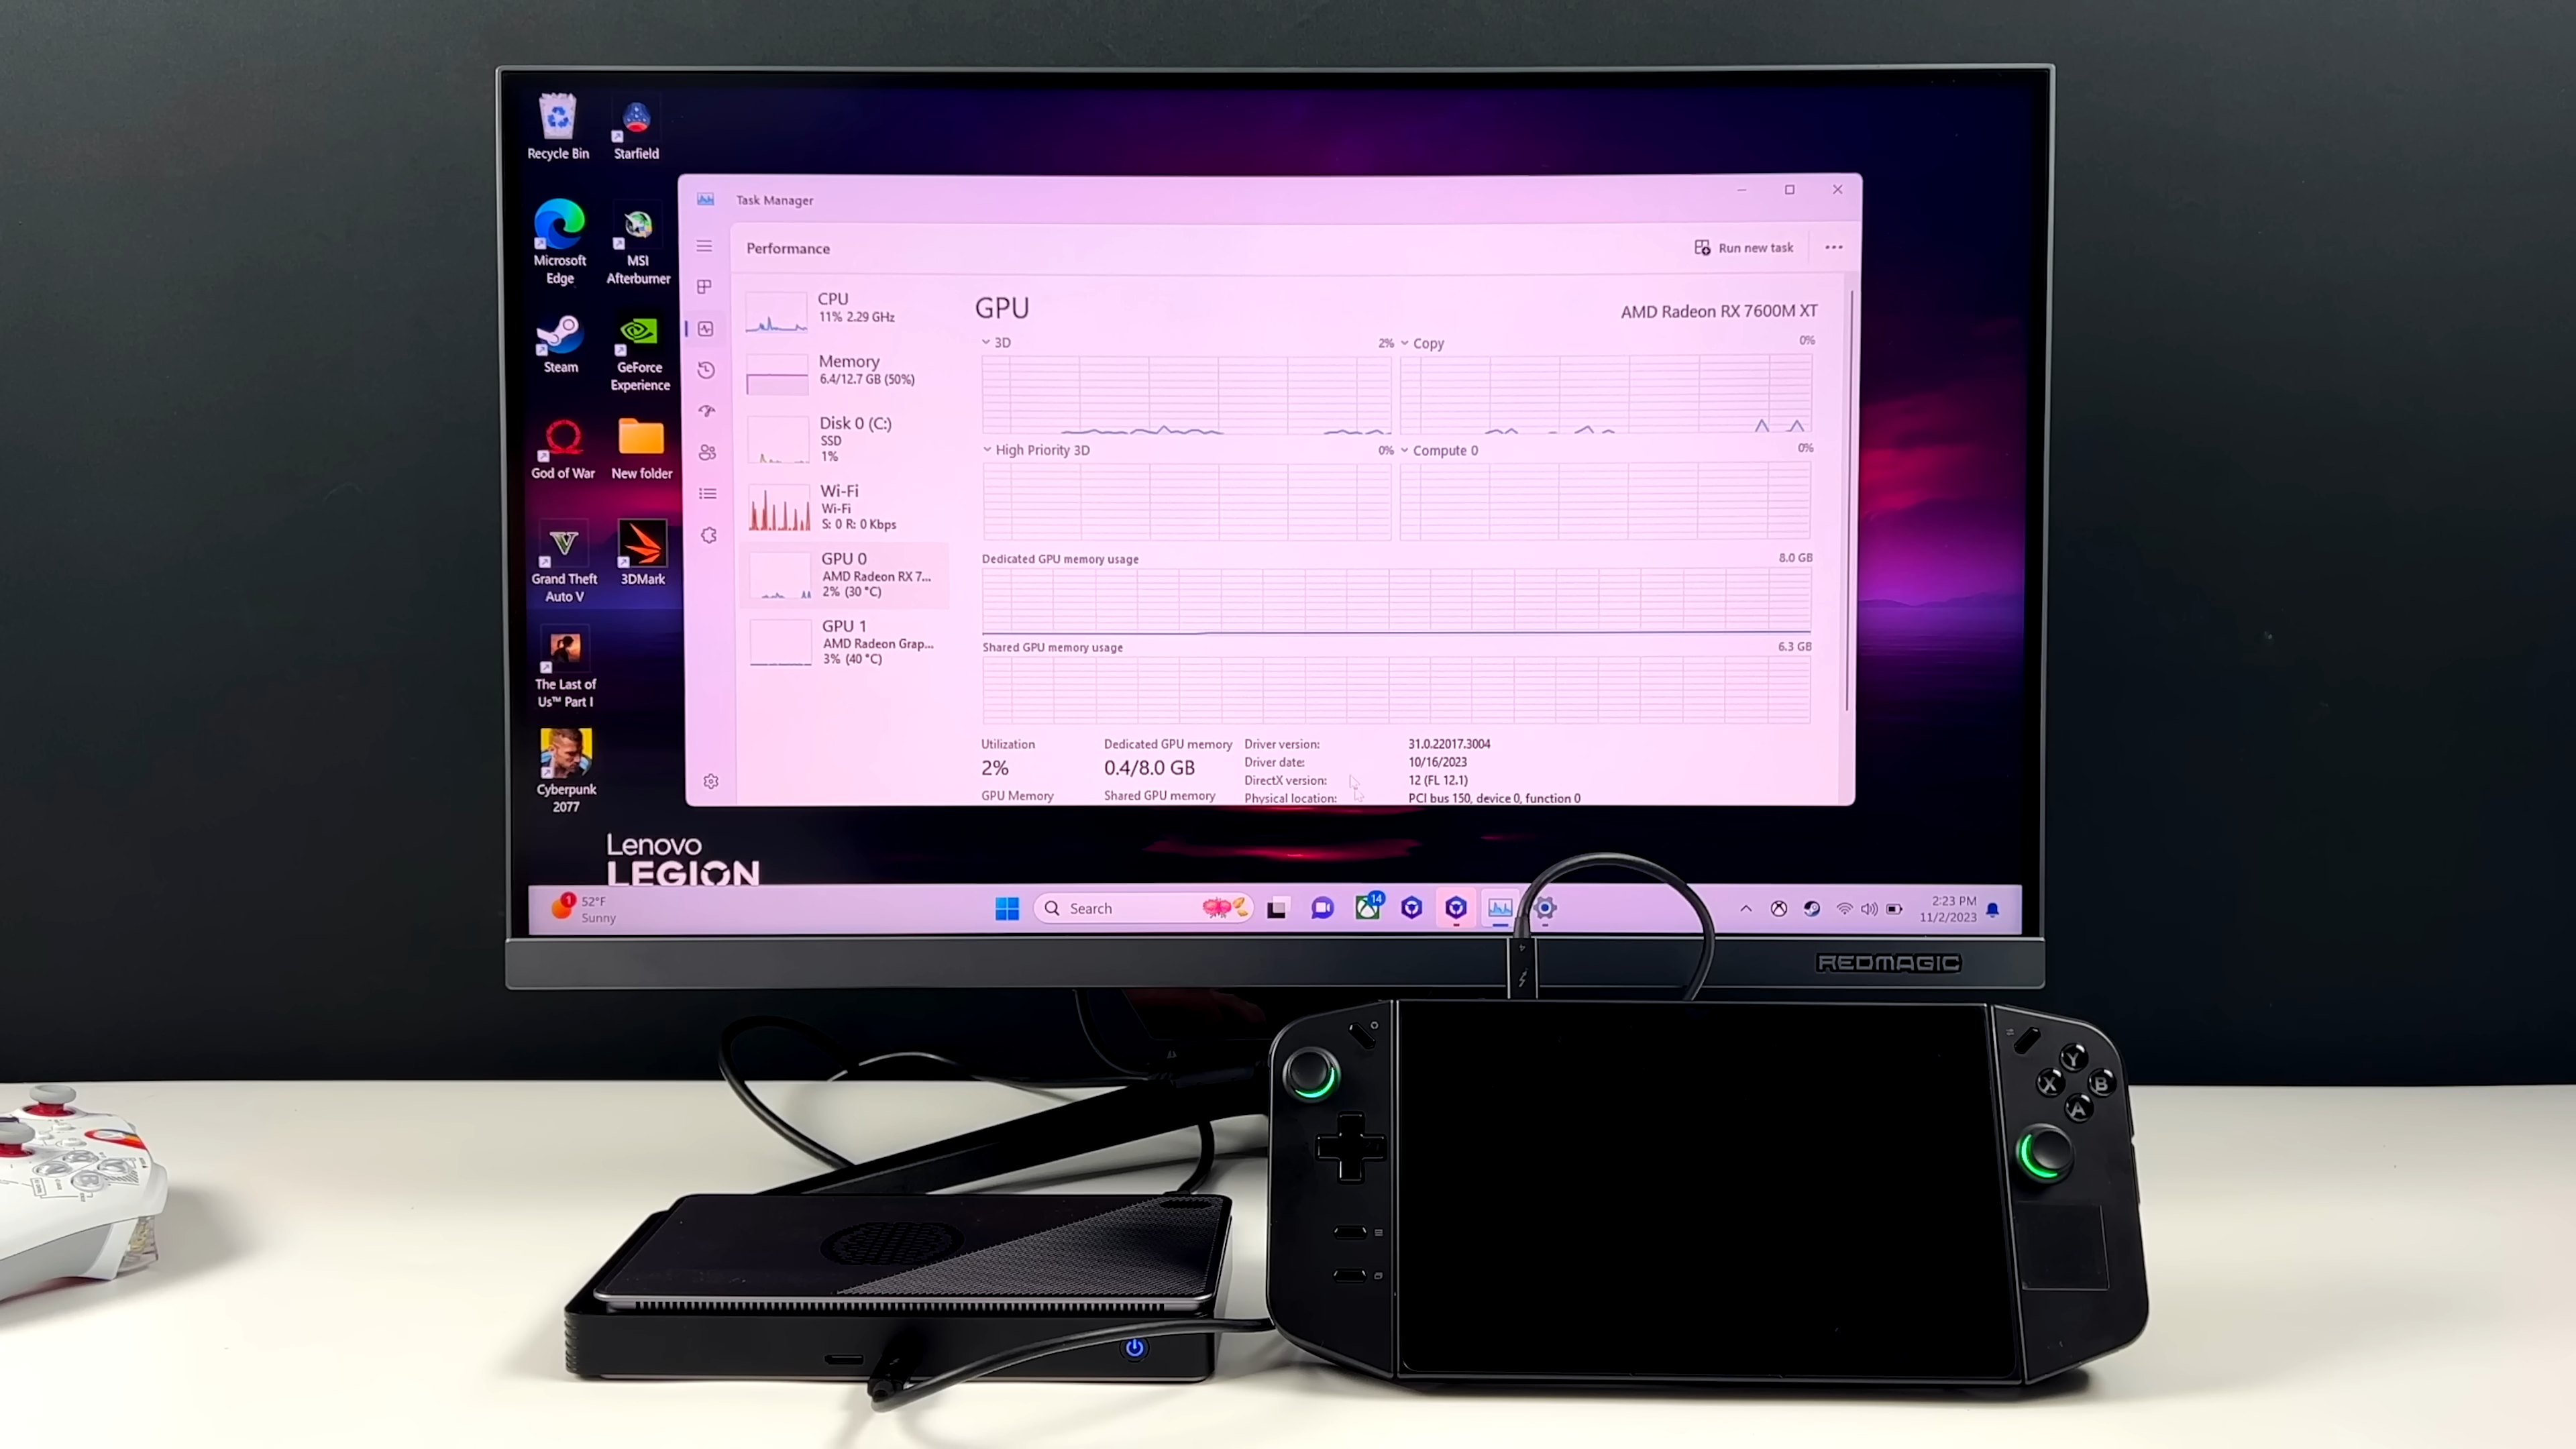 Recycle Bin
Starfield
Microsoft
Edge
MSI
Afterburner
Steam
GeForce
Experience
God of War
New folder
Grand Theft
Auto V
3DMark
The Last of
Us™ Part I
Cyberpunk
2077
Lenovo
LEGION
Task Manager
Performance
Run new task
CPU
11% 2.29 GHz
Memory
6.4/12.7 GB (50%)
Disk 0 (C:)
SSD
1%
Wi-Fi
Wi-Fi
S: 0 R: 0 Kbps
GPU 0
AMD Radeon RX 7...
2% (30 °C)
GPU 1
AMD Radeon Grap...
3% (40 °C)
GPU
AMD Radeon RX 7600M XT
3D 2%
Copy 0%
High Priority 3D 0%
Compute 0 0%
Dedicated GPU memory usage 8.0 GB
Shared GPU memory usage 6.3 GB
Utilization
2%
Dedicated GPU memory
0.4/8.0 GB
GPU Memory
Shared GPU memory
Driver version: 31.0.22017.3004
Driver date: 10/16/2023
DirectX version: 12 (FL 12.1)
Physical location: PCI bus 150, device 0, function 0
1
52°F
Sunny
Search
14
2:23 PM
11/2/2023
REDMAGIC
Y
X
B
A